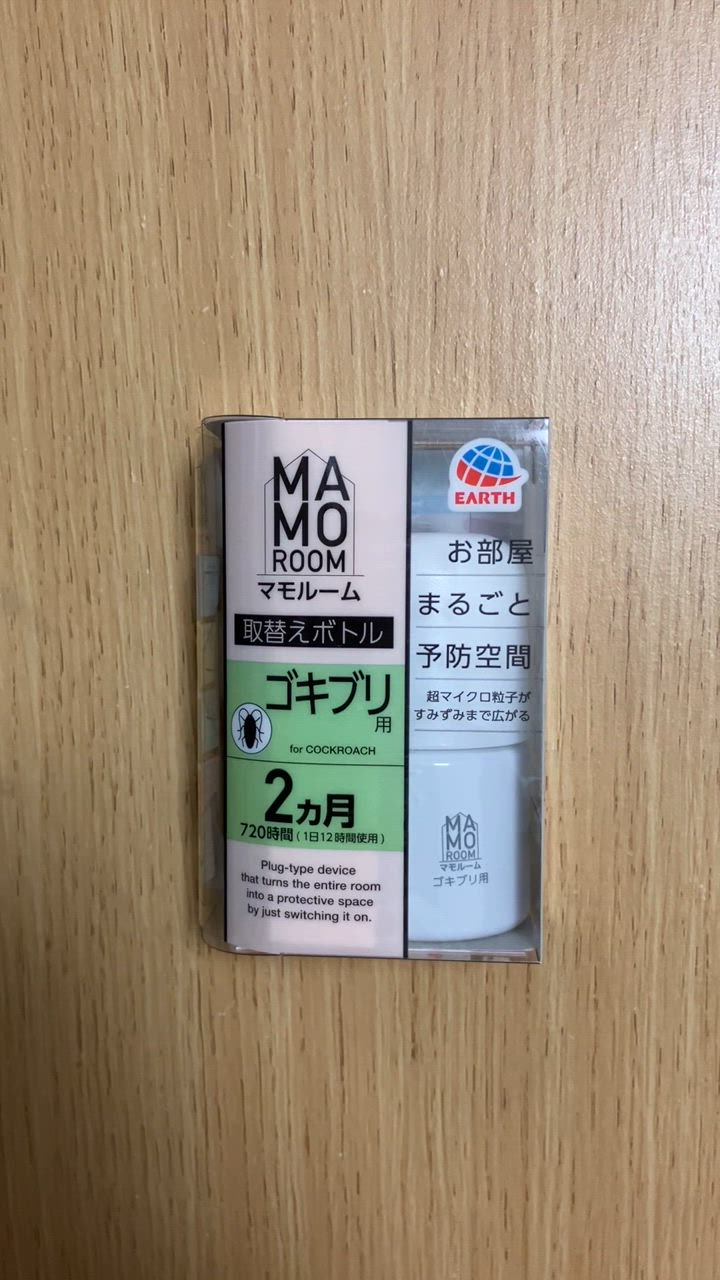 MA
MO
ROOM
マモルーム
取替えボトル
ゴキブリ用
for COCKROACH
2ヵ月
720時間(1日12時間使用)
Plug-type device
that turns the entire room
into a protective space
by just switching it on.
EARTH
お部屋
まるごと
予防空間
超マイクロ粒子が
すみずみまで広がる
MA
MO
ROOM
マモルーム
ゴキブリ用